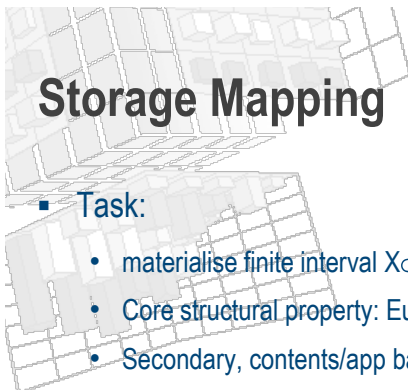 Storage Mapping
▪ Task:
• materialise finite interval
• Core structural property:
• Secondary, contents/app